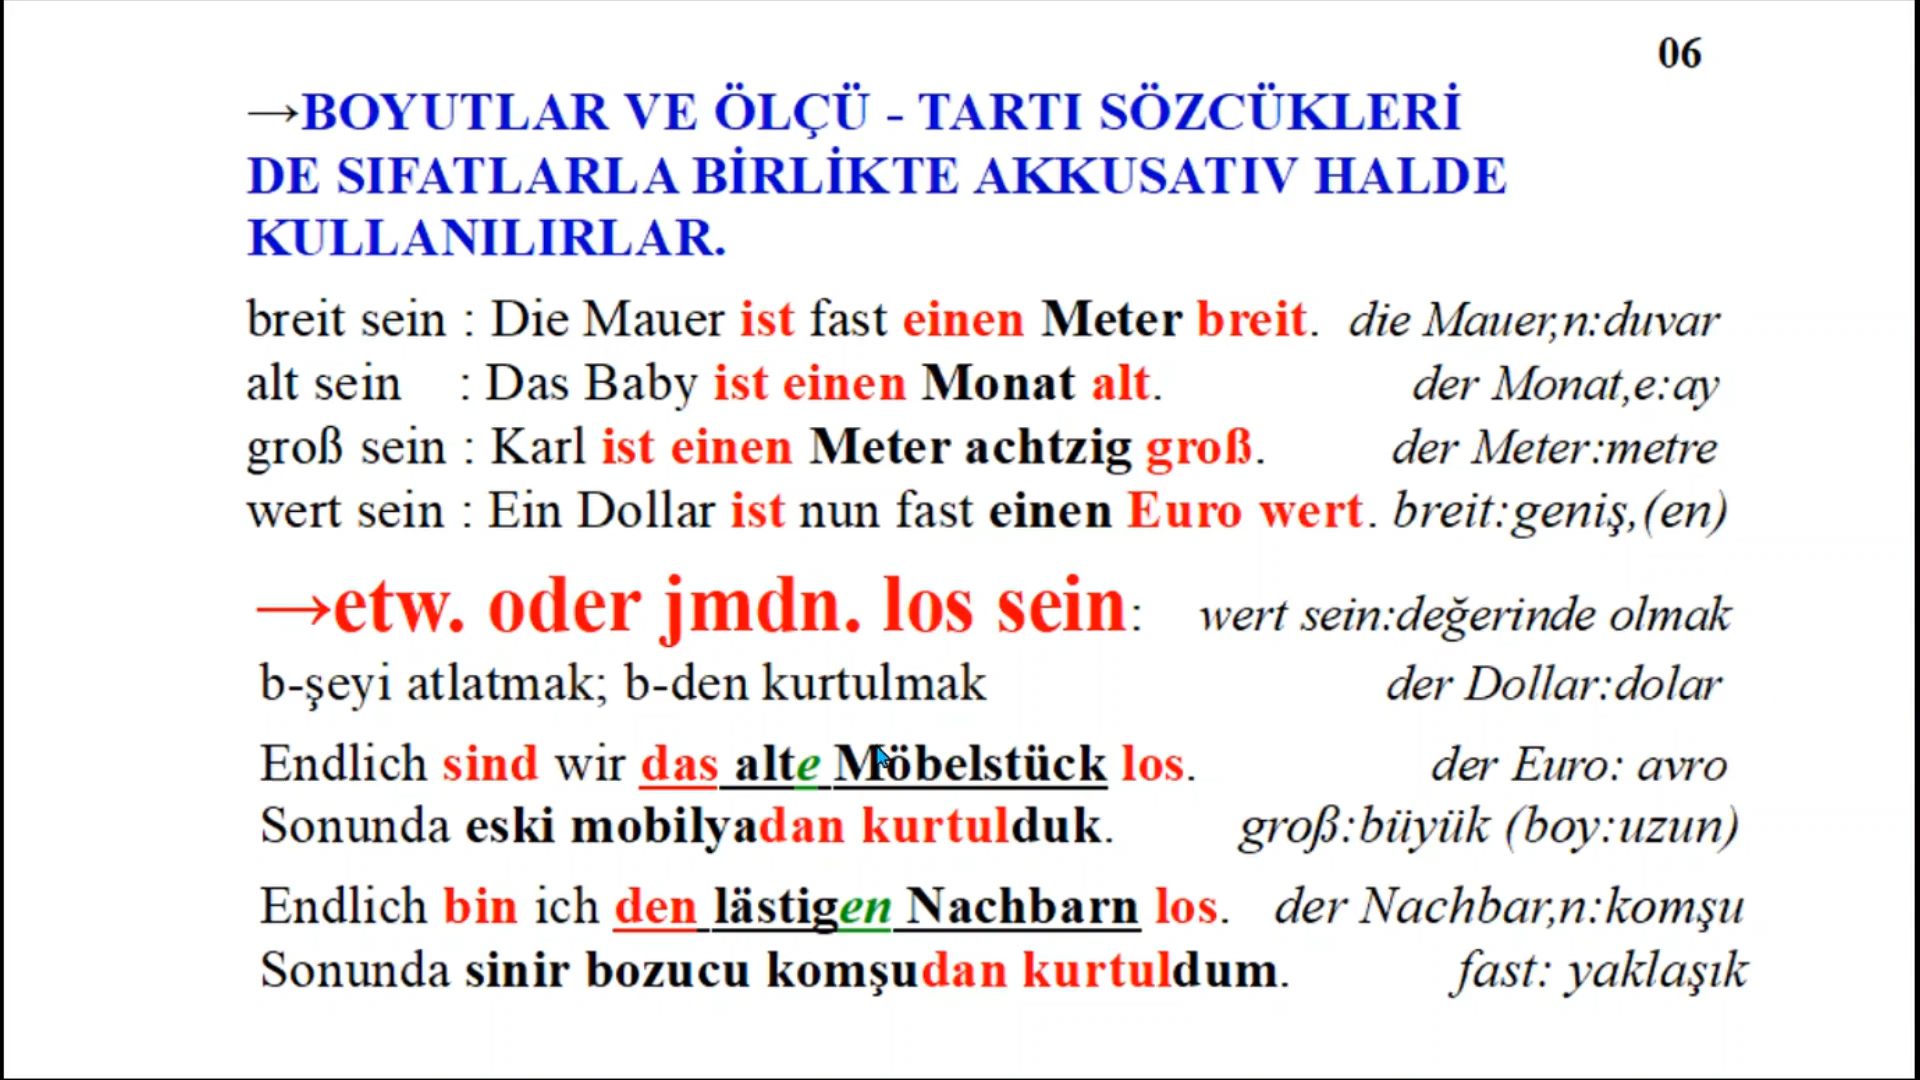 06
→BOYUTLAR VE ÖLÇÜ - TARTI SÖZCÜKLERİ
DE SIFATLARLA BİRLİKTE AKKUSATIV HALDE
KULLANILIRLAR.
breit sein : Die Mauer ist fast einen Meter breit. die Mauer,n:duvar
alt sein : Das Baby ist einen Monat alt. der Monat,e:ay
groß sein : Karl ist einen Meter achtzig groß. der Meter:metre
wert sein : Ein Dollar ist nun fast einen Euro wert. breit:geniş,(en)
→etw. oder jmdn. los sein: wert sein:değerinde olmak
b-şeyi atlatmak; b-den kurtulmak der Dollar:dolar
Endlich sind wir das alte Möbelstück los. der Euro: avro
Sonunda eski mobilyadan kurtulduk. groß:büyük (boy:uzun)
Endlich bin ich den lästigen Nachbarn los. der Nachbar,n:komşu
Sonunda sinir bozucu komşudan kurtuldum. fast: yaklaşık